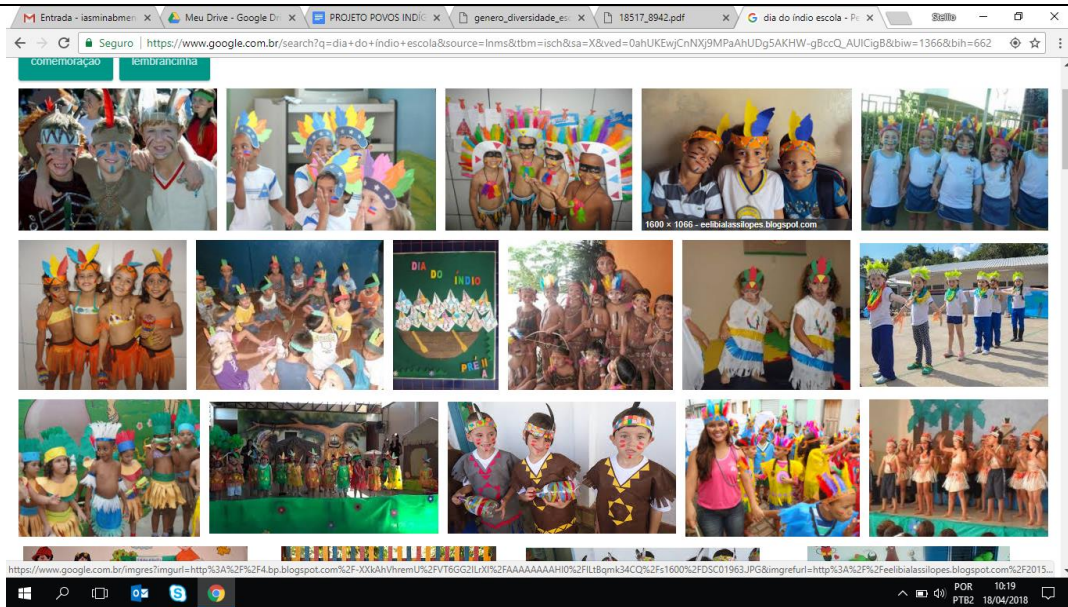 Entrada - iasminabmen
Meu Drive - Google Dri
PROJETO POVOS INDÍG
genero_diversidade_es
18517_8942.pdf
dia do índio escola - Pe
Seguro
https://www.google.com.br/search?q=dia+do+índio+escola&source=lnms&tbm=isch&sa=X&ved=0ahUKEwjCnNXj9MPaAhUDg5AKHW-gBccQ_AUICigB&biw=1366&bih=662
comemoração
lembrancinha
1600 × 1066 - eelibialassilopes.blogspot.com
DIA
DO
ÍNDIO
PRÉ II
A
https://www.google.com.br/imgres?imgurl=http%3A%2F%2F4.bp.blogspot.com%2F-XXkAhVhremU%2FVT6GG2ILrXI%2FAAAAAAAAHI0%2FILtBqmk34CQ%2Fs1600%2FDSC01963.JPG&imgrefurl=http%3A%2F%2Feelibialassilopes.blogspot.com%2F2015...
POR
10:19
PTB2
18/04/2018